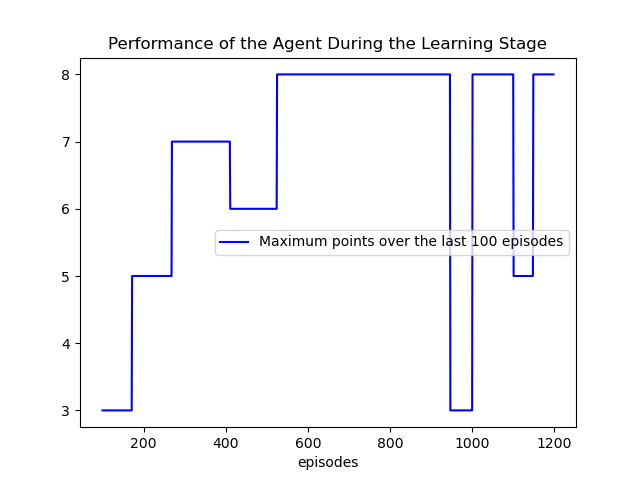 Performance of the Agent During the Learning Stage
8
7
6
5
4
3
Maximum points over the last 100 episodes
200 400 600 800 1000 1200
episodes